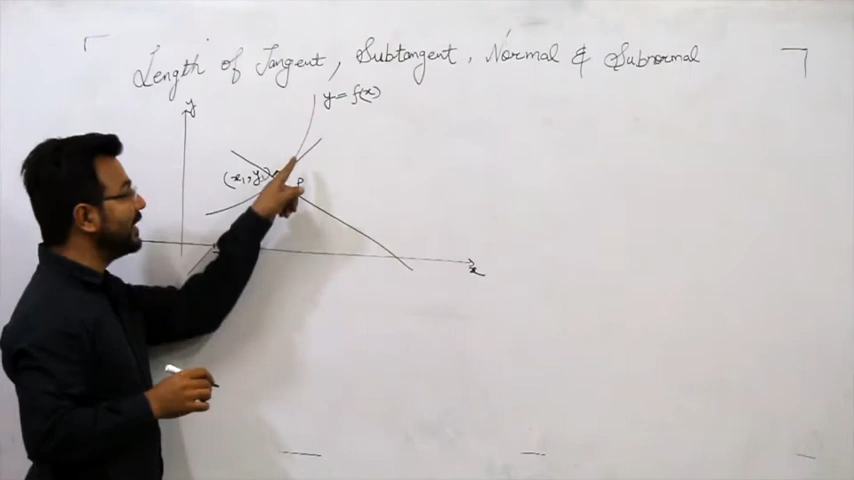 Length of Tangent, Subtangent, Normal & Subnormal
y
y = f(x)
(x₁, y₁)
P
x